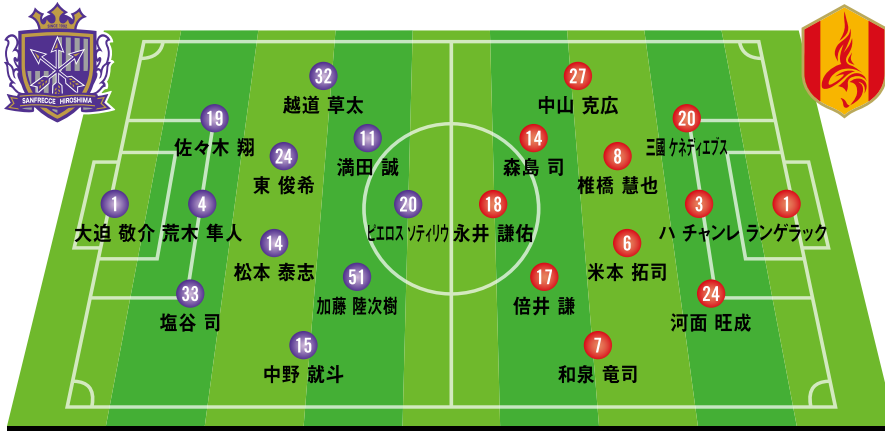 SANFRECCE HIROSHIMA
32
越道 草太
19
佐々木 翔
11
満田 誠
24
東 俊希
1
大迫 敬介
4
荒木 隼人
20
ピエロス ソティリウ
14
松本 泰志
51
加藤 陸次樹
33
塩谷 司
15
中野 就斗
27
中山 克広
14
森島 司
20
三國 ケネディエブス
8
椎橋 慧也
18
永井 謙佑
3
ハ チャンレ
1
ランゲラック
6
米本 拓司
17
倍井 謙
24
河面 旺成
7
和泉 竜司